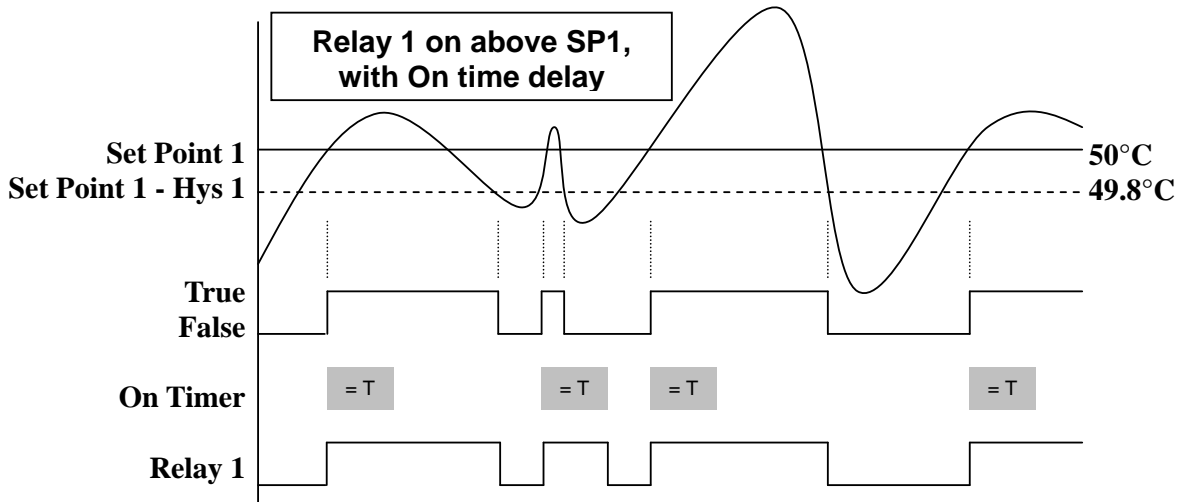 Relay 1 on above SP1,
with On time delay
Set Point 1
50°C
Set Point 1 - Hys 1
49.8°C
True
False
On Timer
= T
= T
= T
= T
Relay 1